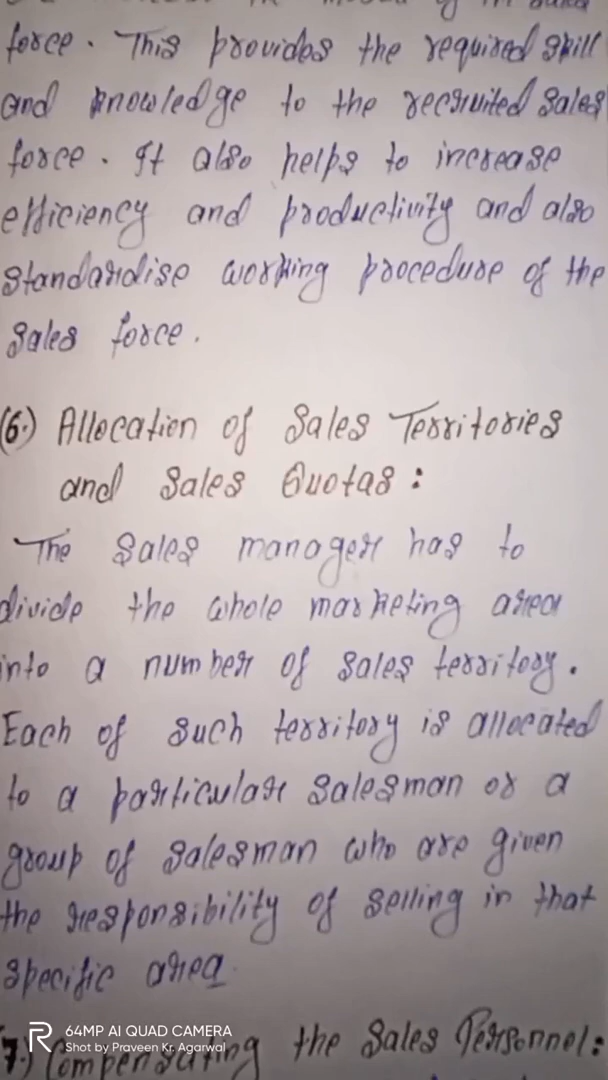 force. This provides the required skill
and knowledge to the recruited sales
force. It also helps to increase
efficiency and productivity and also
standardise working procedure of the
sales force.
(6.) Allocation of Sales Territories
and Sales Quotas :
The sales manager has to
divide the whole marketing area
into a number of sales territory.
Each of such territory is allocated
to a particular salesman or a
group of salesman who are given
the responsibility of selling in that
specific area
(7.) Compensating the Sales Personnel:
64MP AI QUAD CAMERA
Shot by Praveen Kr. Agarwal